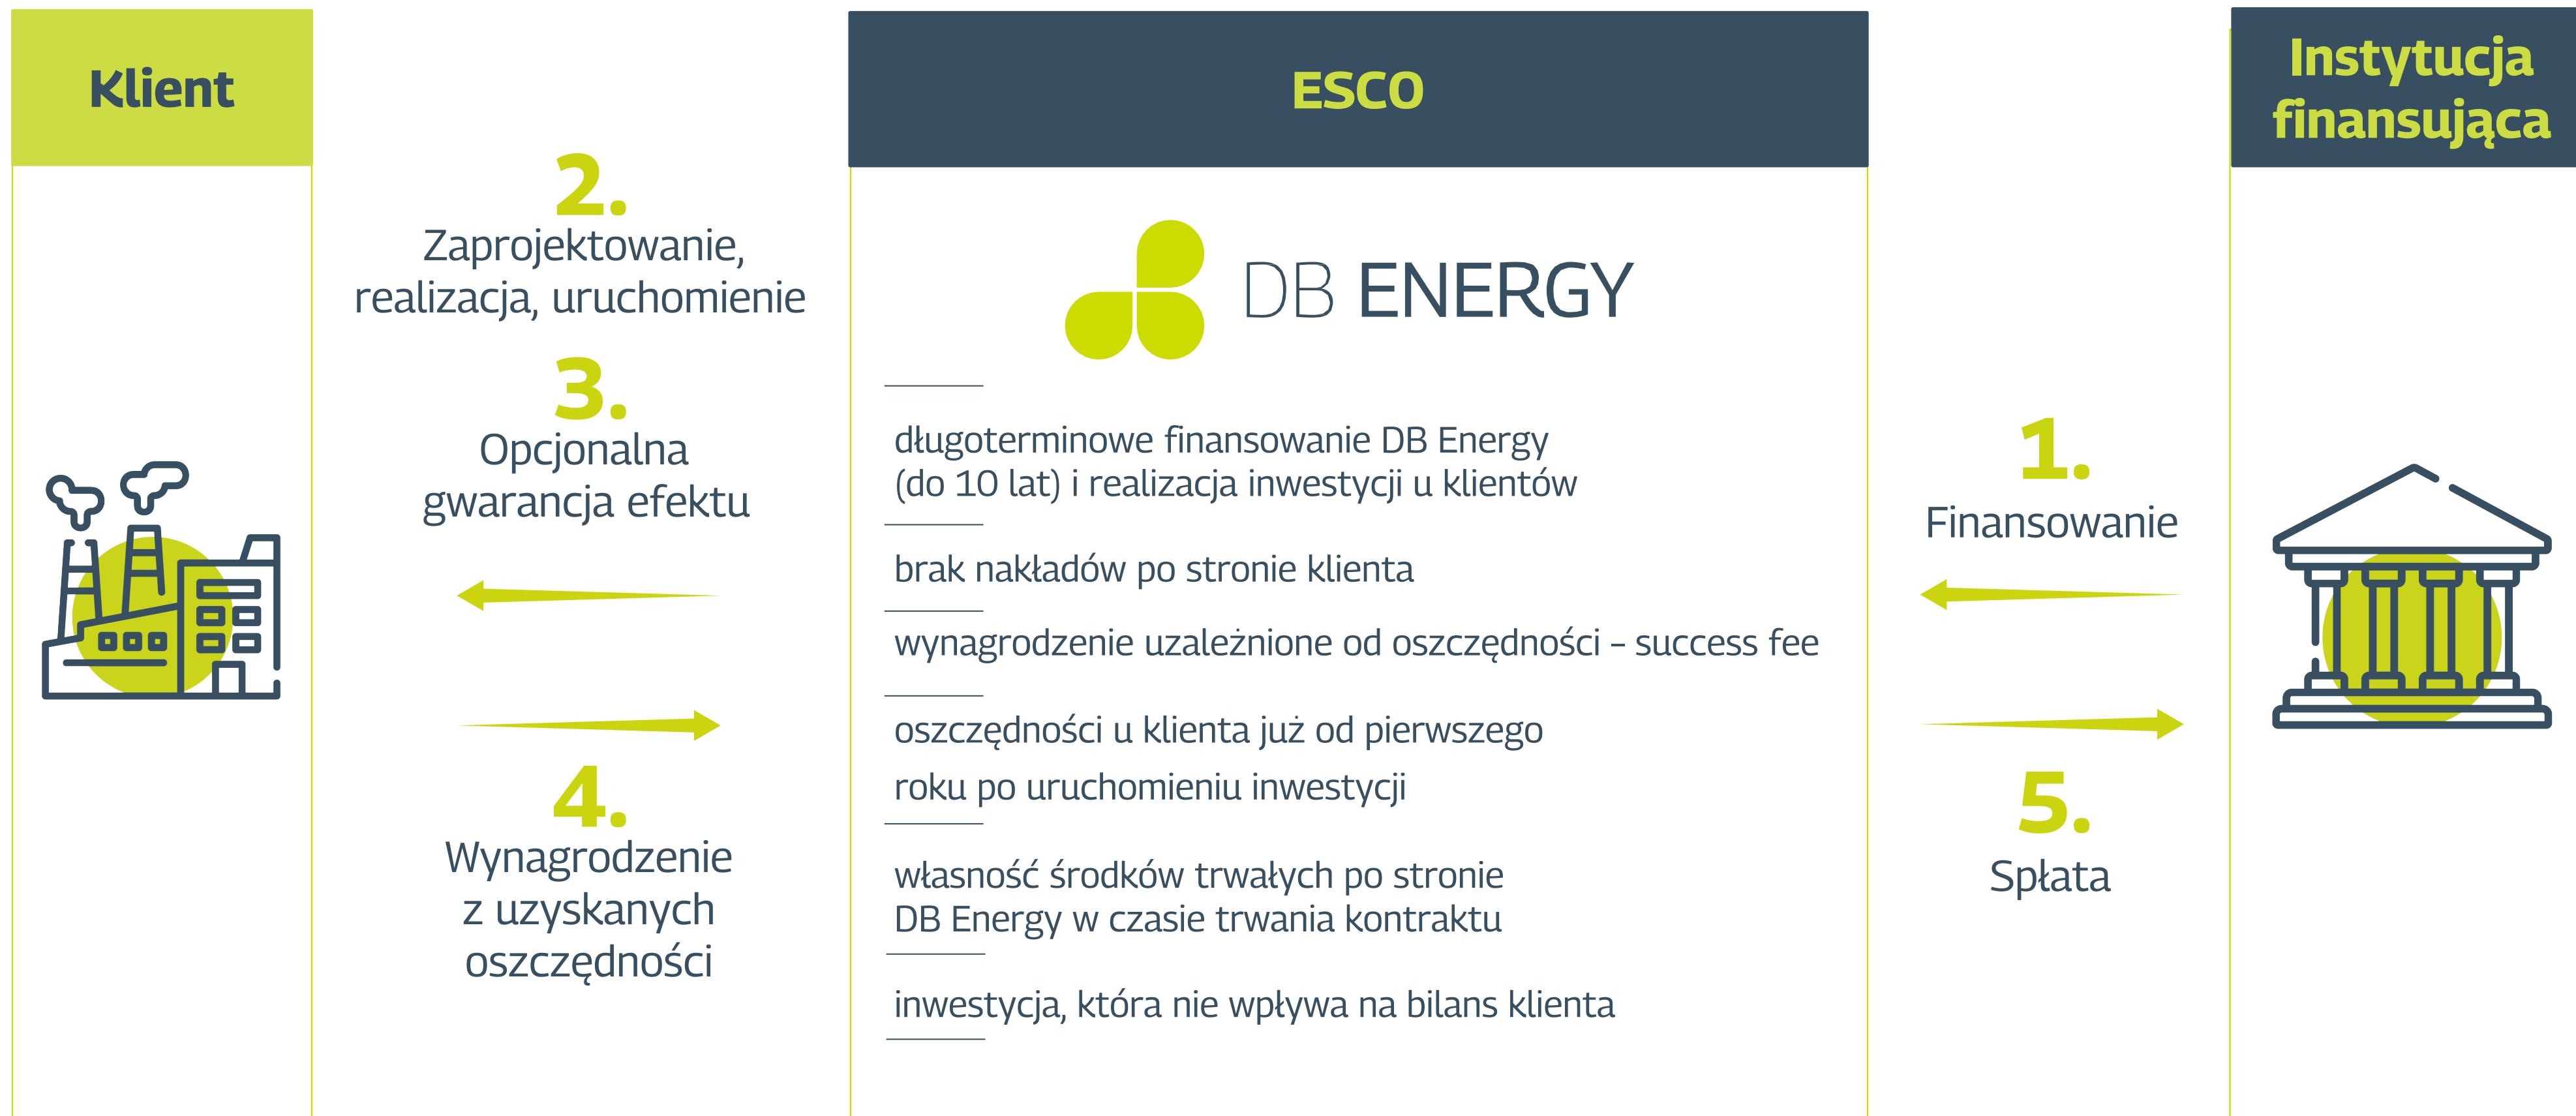 Klient
2.
Zaprojektowanie,
realizacja, uruchomienie
3.
Opcjonalna
gwarancja efektu
4.
Wynagrodzenie
z uzyskanych
oszczędności
ESCO
DB ENERGY
długoterminowe finansowanie DB Energy
(do 10 lat) i realizacja inwestycji u klientów
brak nakładów po stronie klienta
wynagrodzenie uzależnione od oszczędności – success fee
oszczędności u klienta już od pierwszego
roku po uruchomieniu inwestycji
własność środków trwałych po stronie
DB Energy w czasie trwania kontraktu
inwestycja, która nie wpływa na bilans klienta
1.
Finansowanie
5.
Spłata
Instytucja
finansująca